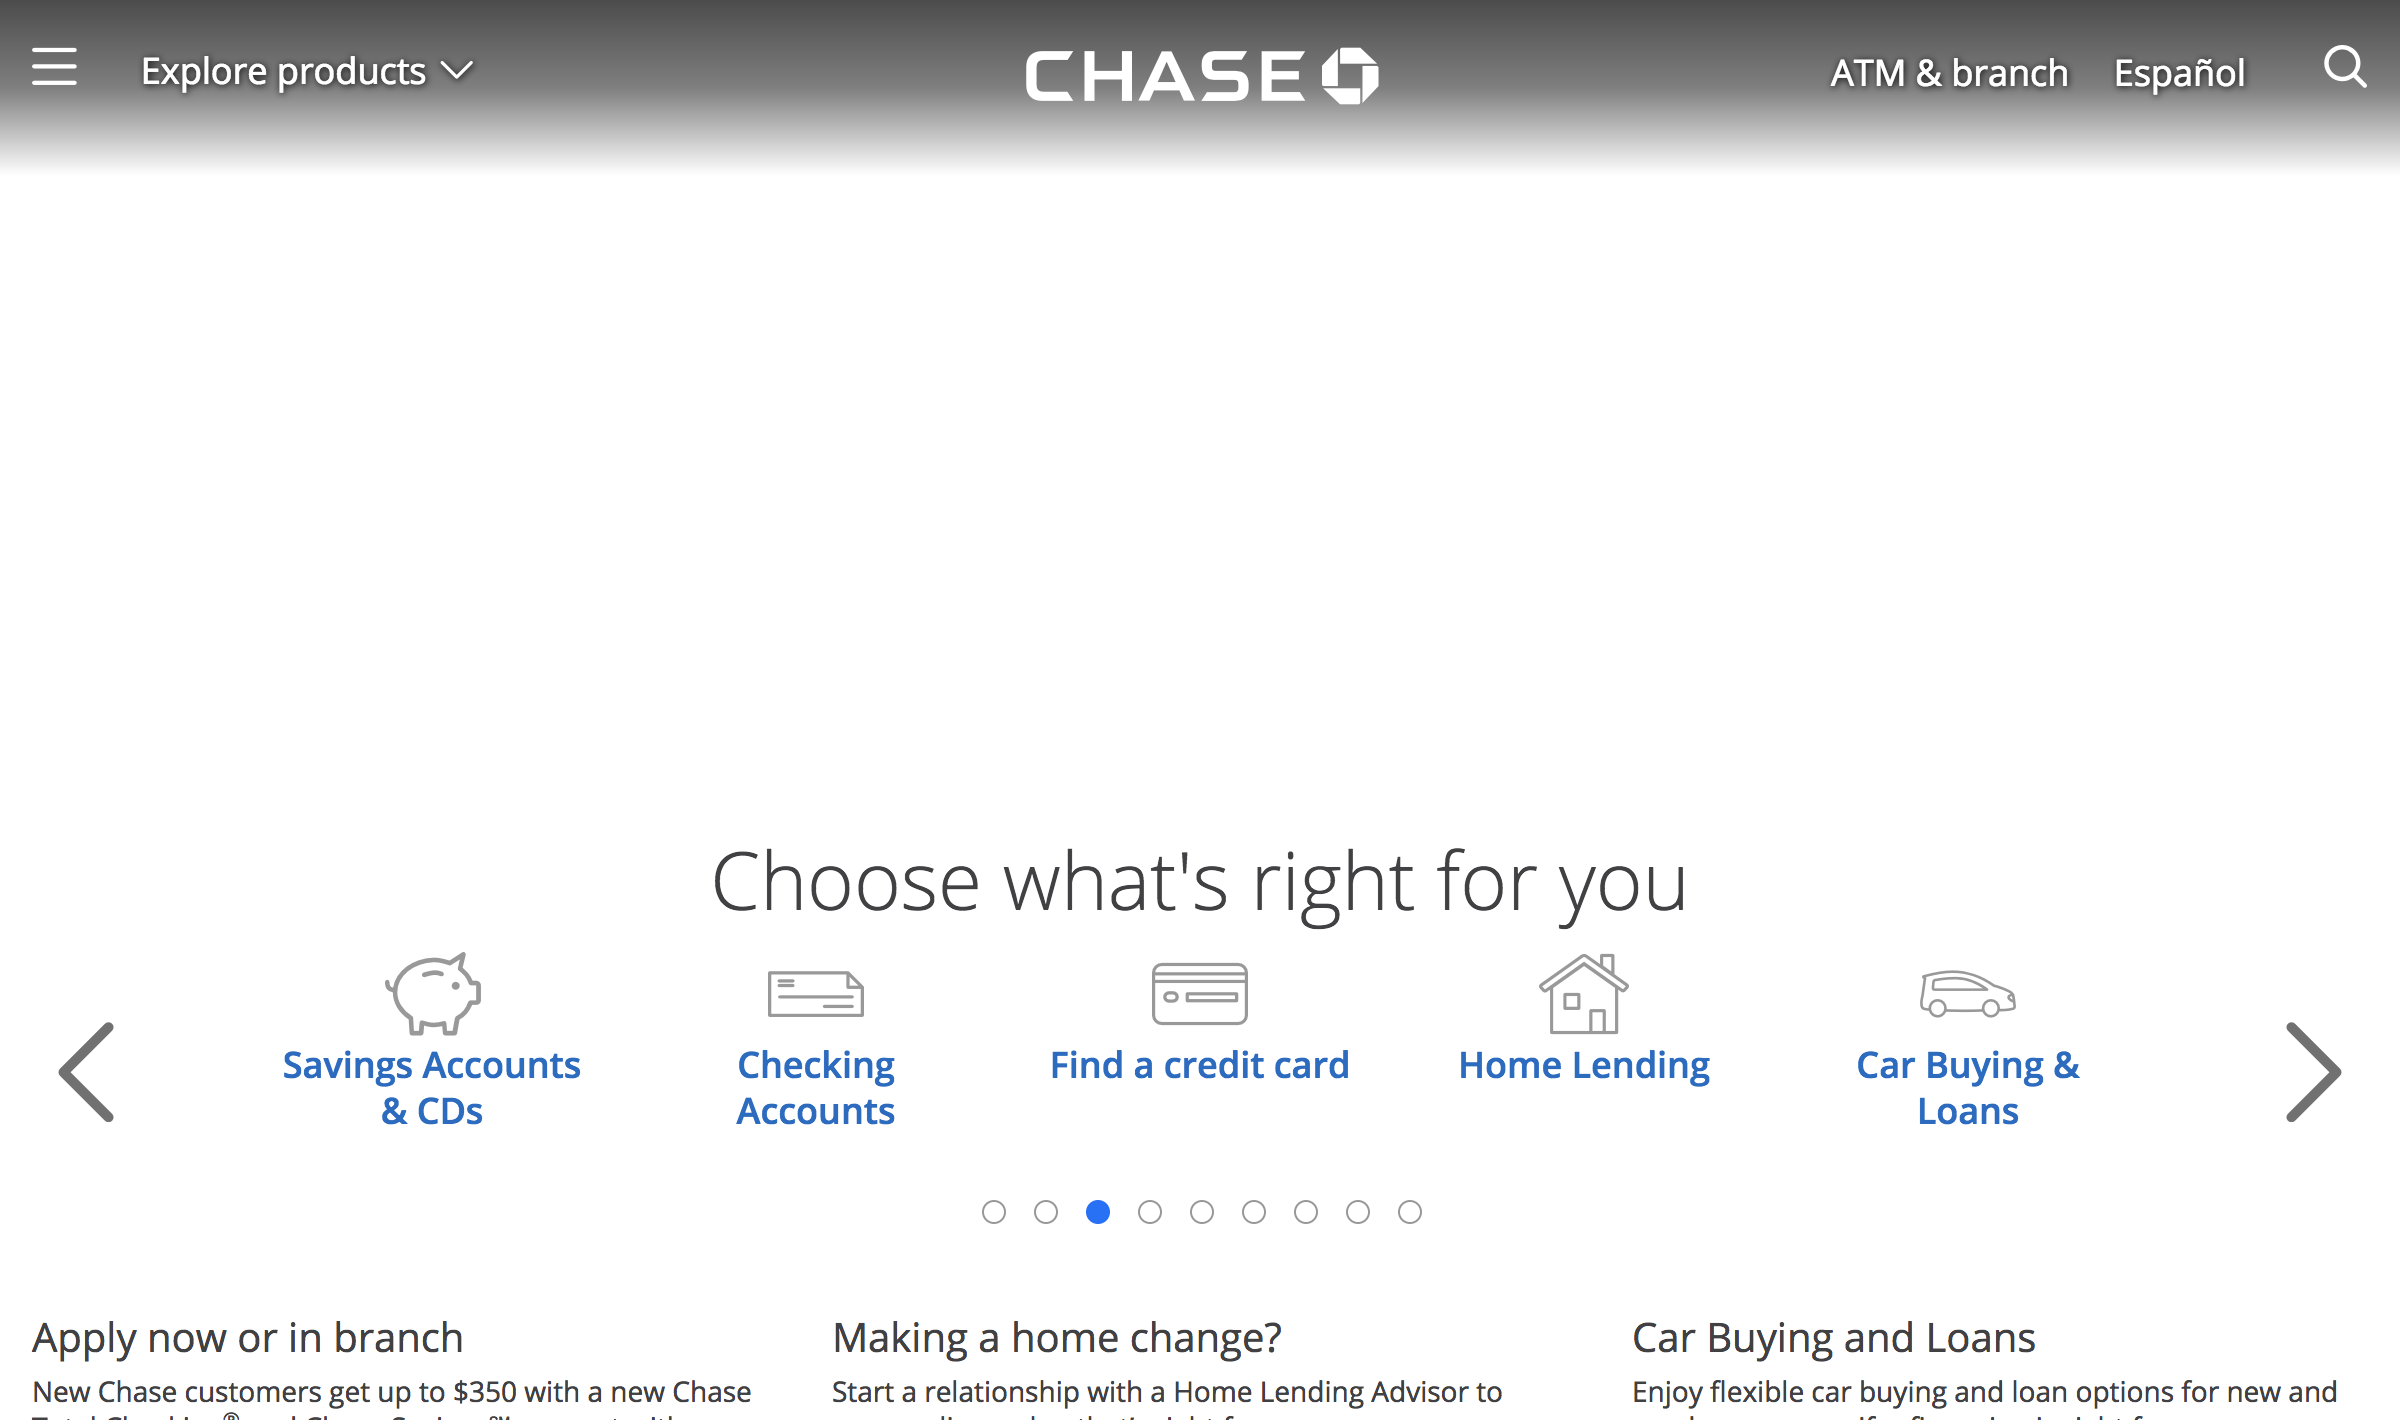 Explore products
CHASE
ATM & branch
Español
Choose what's right for you
Savings Accounts
& CDs
Checking
Accounts
Find a credit card
Home Lending
Car Buying &
Loans
Apply now or in branch
New Chase customers get up to $350 with a new Chase
Making a home change?
Start a relationship with a Home Lending Advisor to
Car Buying and Loans
Enjoy flexible car buying and loan options for new and